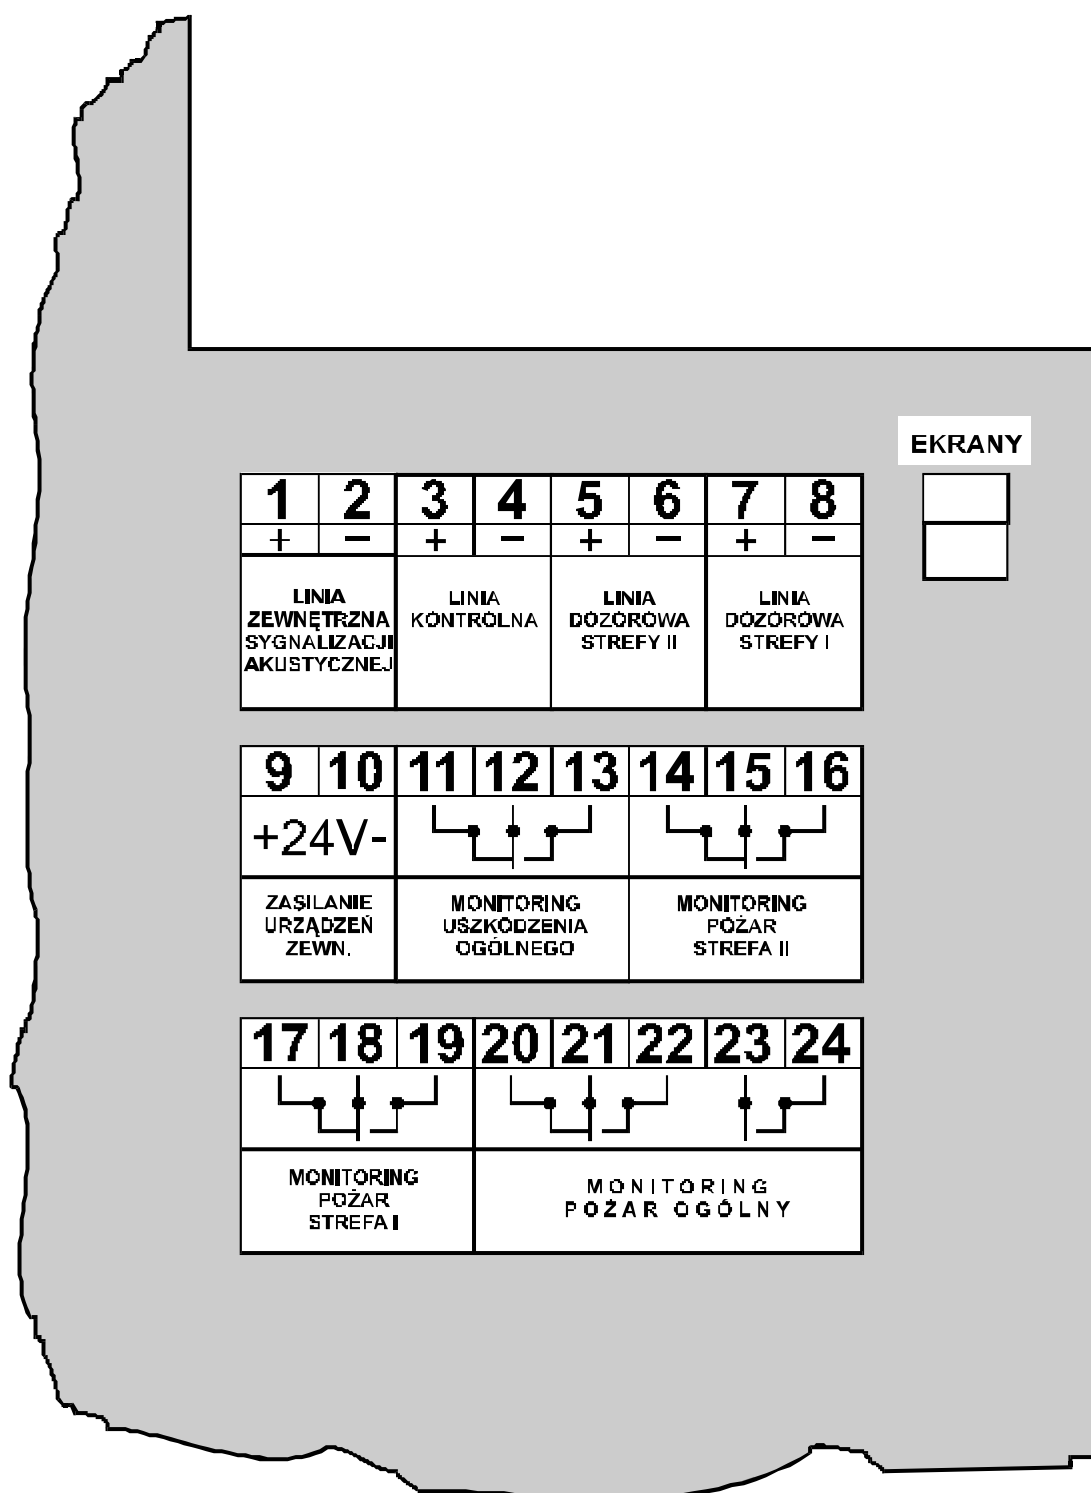 EKRANY
1 2 3 4 5 6 7 8
+ − + − + − + −
LINIA
ZEWNĘTRZNA
SYGNALIZACJI
AKUSTYCZNEJ
LINIA
KONTROLNA
LINIA
DOZOROWA
STREFY II
LINIA
DOZOROWA
STREFY I
9 10 11 12 13 14 15 16
+24V-
ZASILANIE
URZĄDZEŃ
ZEWN.
MONITORING
USZKODZENIA
OGÓLNEGO
MONITORING
POŻAR
STREFA II
17 18 19 20 21 22 23 24
MONITORING
POŻAR
STREFA I
MONITORING
POŻAR OGÓLNY